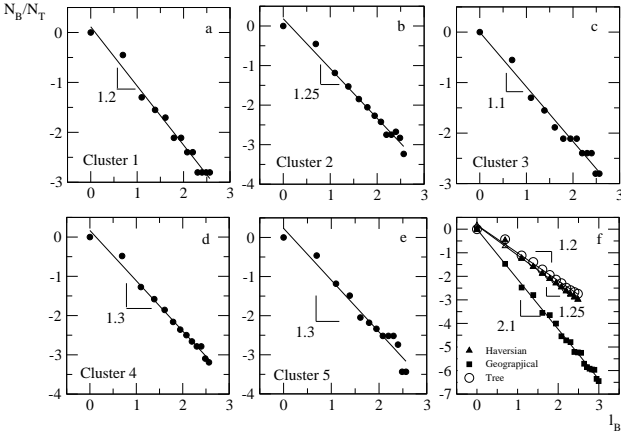 N_B/N_T
a
0
-1
-2
-3
1.2
Cluster 1
0 1 2 3
b
0
-1
-2
-3
-4
1.25
Cluster 2
0 1 2 3
c
0
-1
-2
-3
1.1
Cluster 3
0 1 2 3
d
0
-1
-2
-3
-4
1.3
Cluster 4
0 1 2 3
e
0
-1
-2
-3
-4
1.3
Cluster 5
0 1 2 3
f
0
-1
-2
-3
-4
-5
-6
-7
1.2
1.25
2.1
Haversian
Geograpjical
Tree
0 1 2 3
l_B